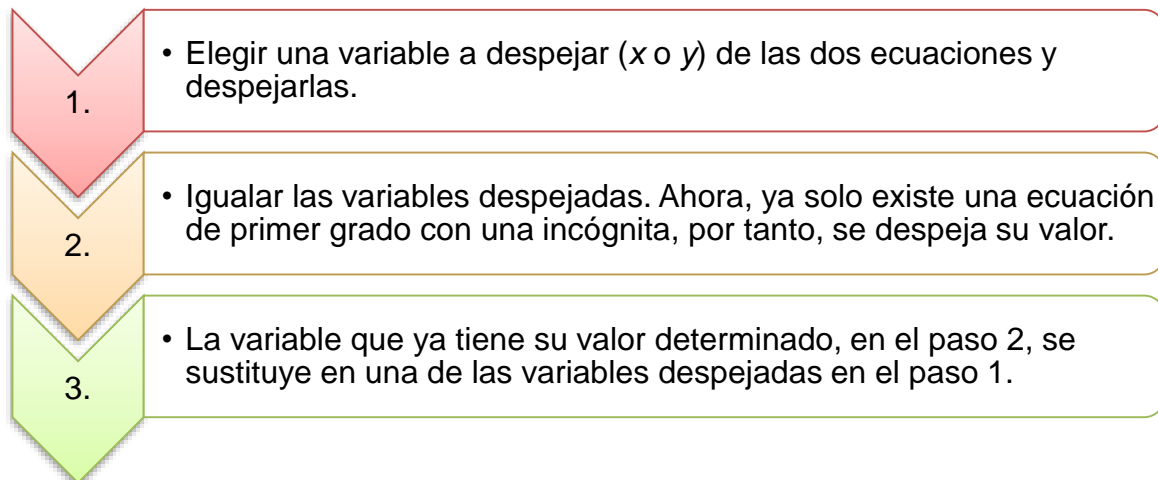 1.
• Elegir una variable a despejar (x o y) de las dos ecuaciones y
despejarlas.
2.
• Igualar las variables despejadas. Ahora, ya solo existe una ecuación
de primer grado con una incógnita, por tanto, se despeja su valor.
3.
• La variable que ya tiene su valor determinado, en el paso 2, se
sustituye en una de las variables despejadas en el paso 1.